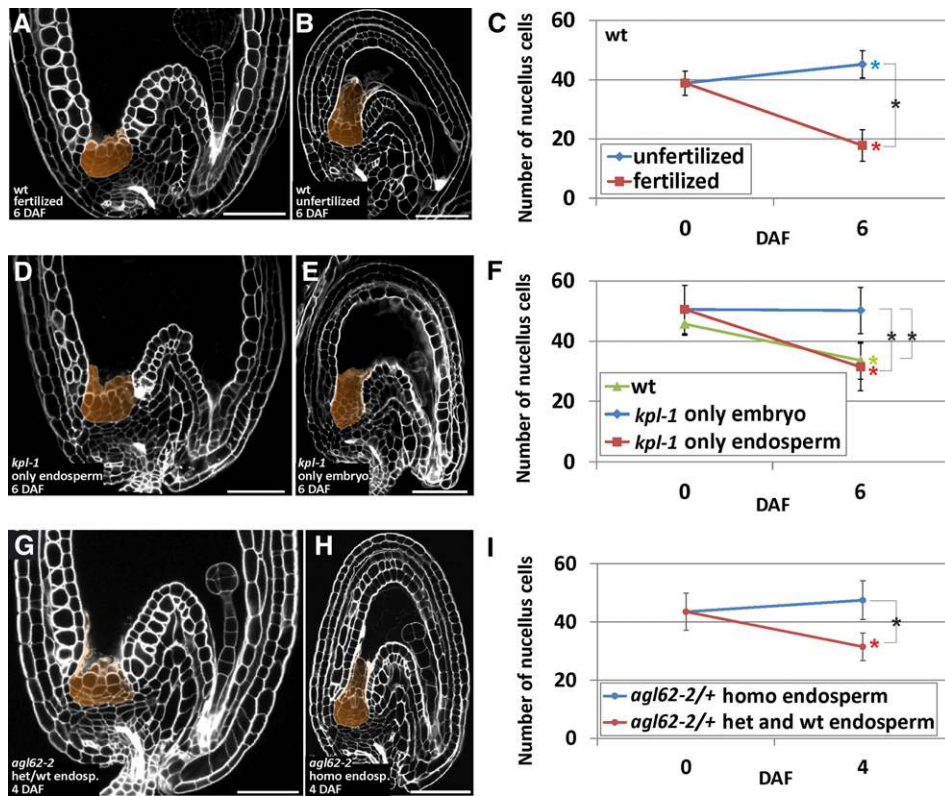 A
wt
fertilized
6 DAF
B
wt
unfertilized
6 DAF
C
Number of nucellus cells
wt
60
40
20
0
*
*
*
unfertilized
fertilized
0
6
DAF
D
kpl-1
only endosperm
6 DAF
E
kpl-1
only embryo
6 DAF
F
Number of nucellus cells
60
40
20
0
* *
*
*
wt
kpl-1 only embryo
kpl-1 only endosperm
0
6
DAF
G
agl62-2
het/wt endosp.
4 DAF
H
agl62-2
homo endosp.
4 DAF
I
Number of nucellus cells
60
40
20
0
*
*
agl62-2/+ homo endosperm
agl62-2/+ het and wt endosperm
0
4
DAF